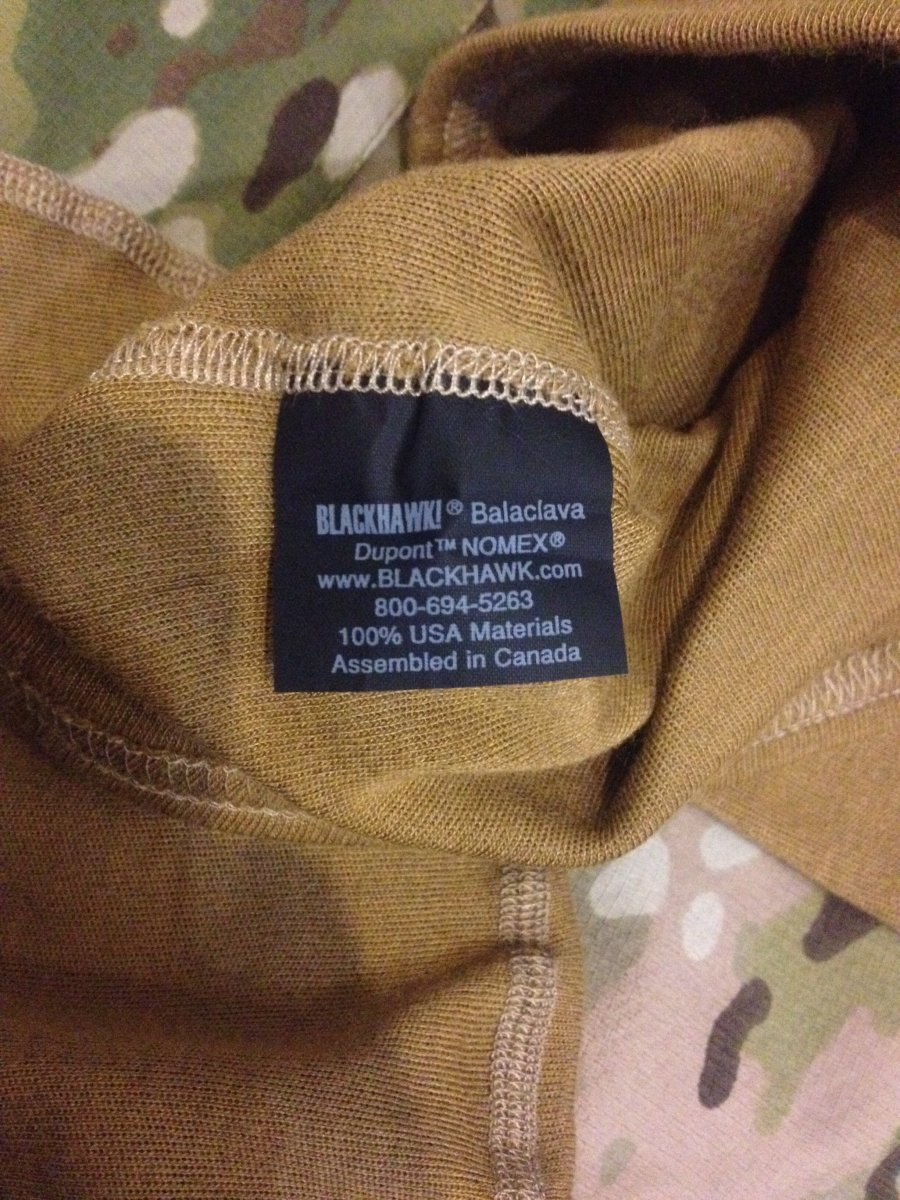 BLACKHAWK!® Balaclava
Dupont™ NOMEX®
www.BLACKHAWK.com
800-694-5263
100% USA Materials
Assembled in Canada